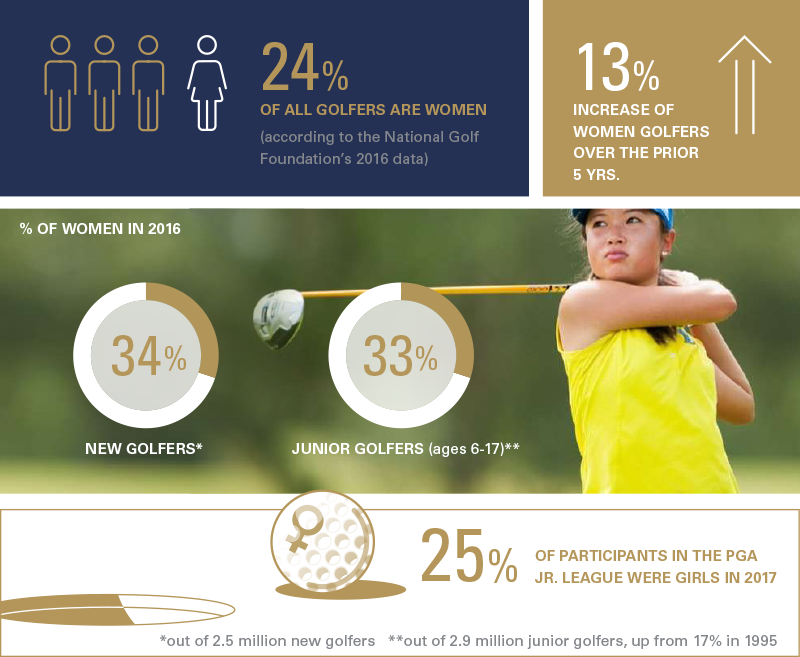 24%
OF ALL GOLFERS ARE WOMEN
(according to the National Golf
Foundation's 2016 data)
13%
INCREASE OF
WOMEN GOLFERS
OVER THE PRIOR
5 YRS.
% OF WOMEN IN 2016
34%
NEW GOLFERS*
33%
JUNIOR GOLFERS (ages 6-17)**
25%
OF PARTICIPANTS IN THE PGA
JR. LEAGUE WERE GIRLS IN 2017
*out of 2.5 million new golfers **out of 2.9 million junior golfers, up from 17% in 1995